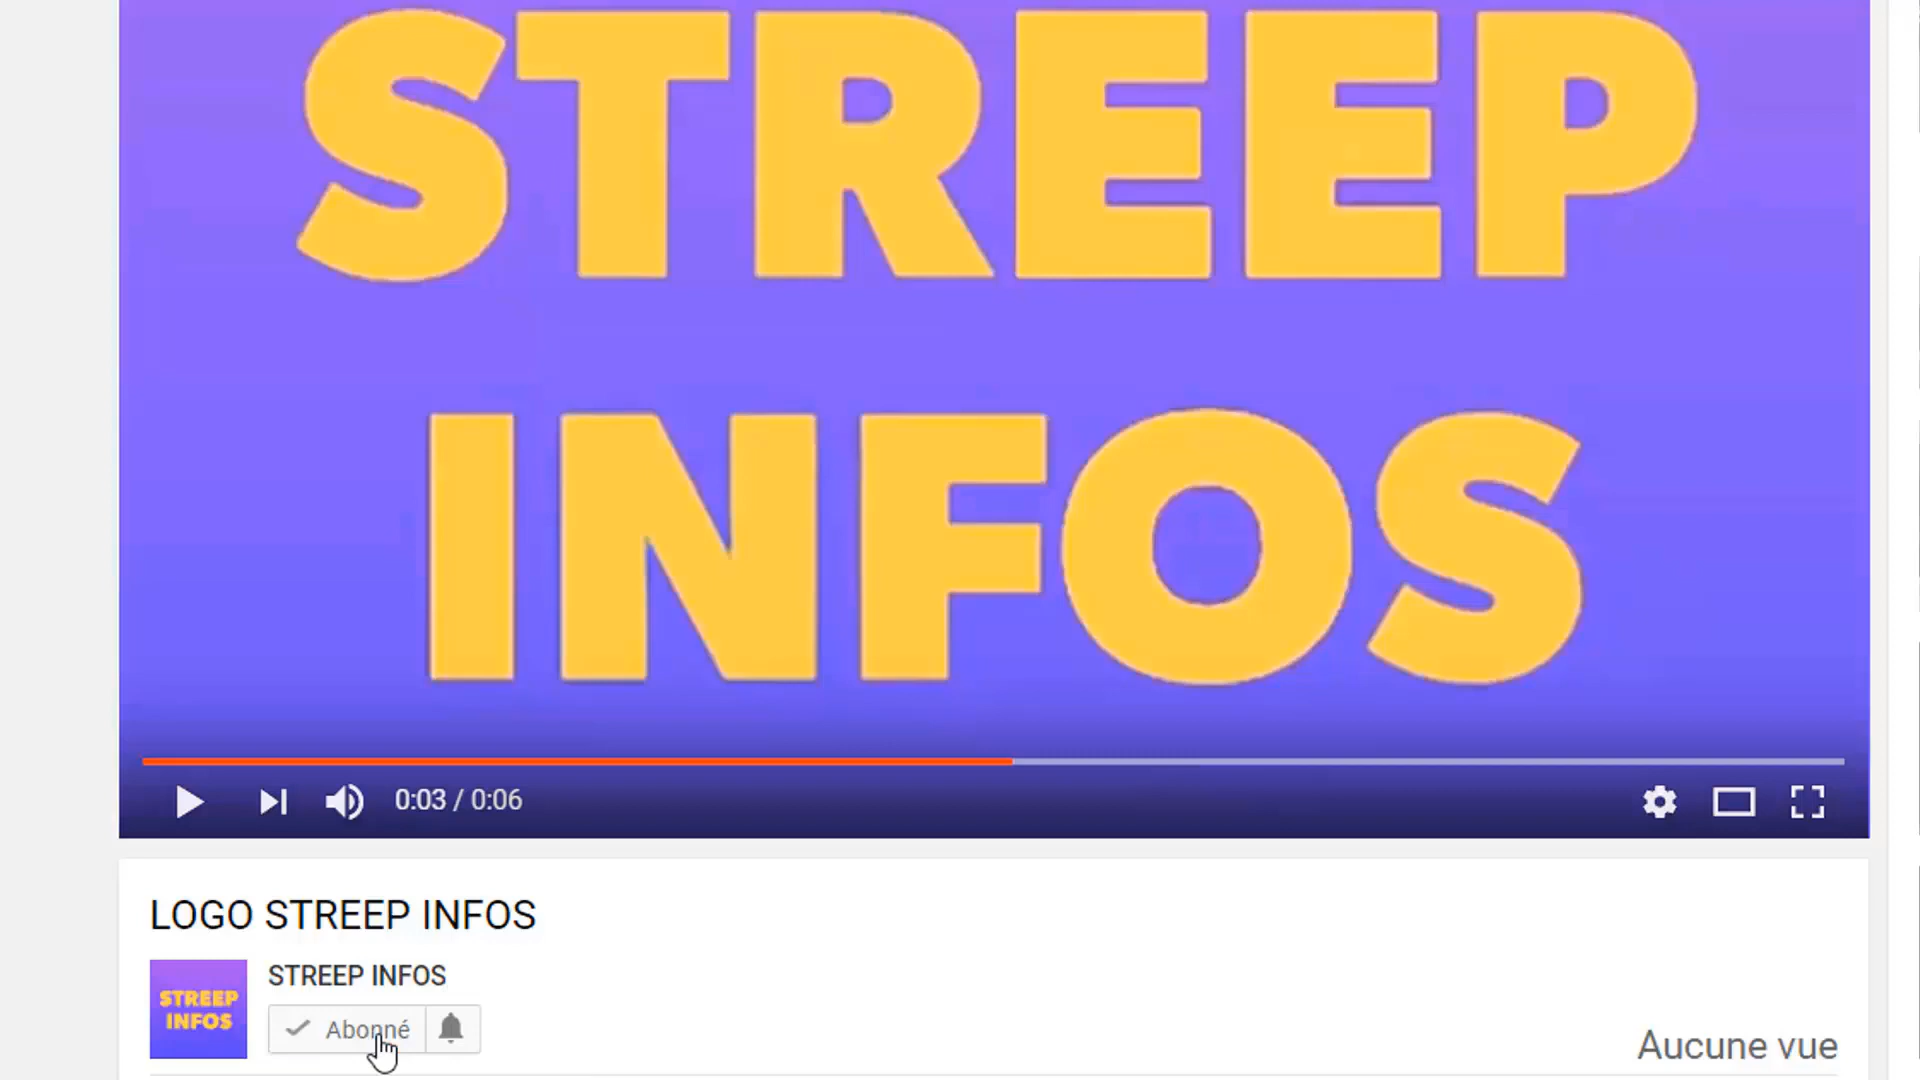 STREEP
INFOS
0:03 / 0:06
LOGO STREEP INFOS
STREEP INFOS
STREEP
INFOS
Abonné
Aucune vue